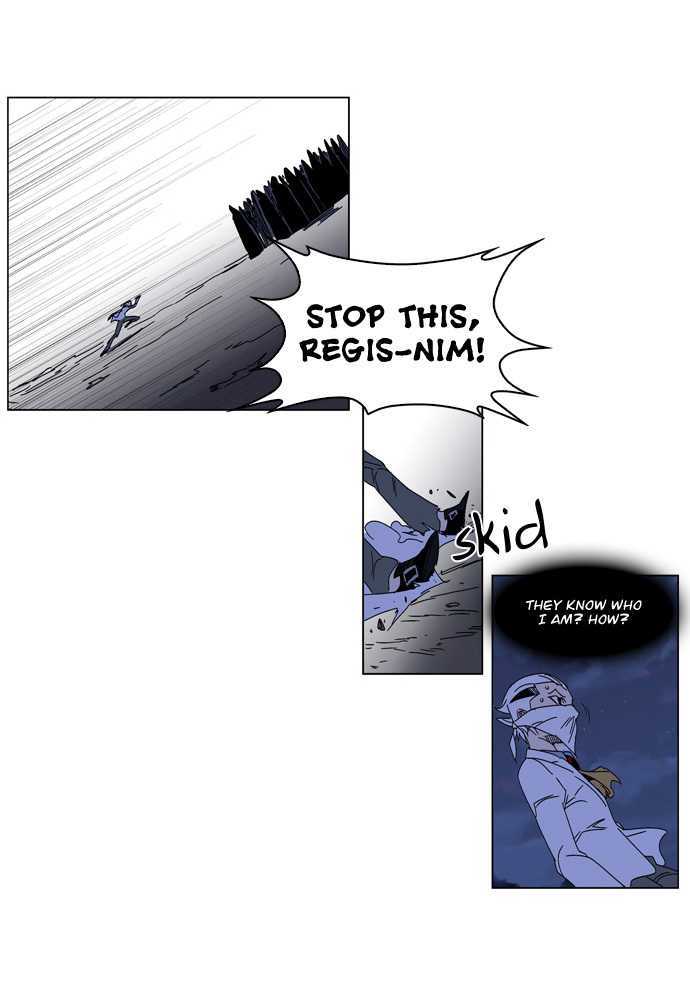 STOP THIS,
REGIS-NIM!
skid
THEY KNOW WHO
I AM? HOW?